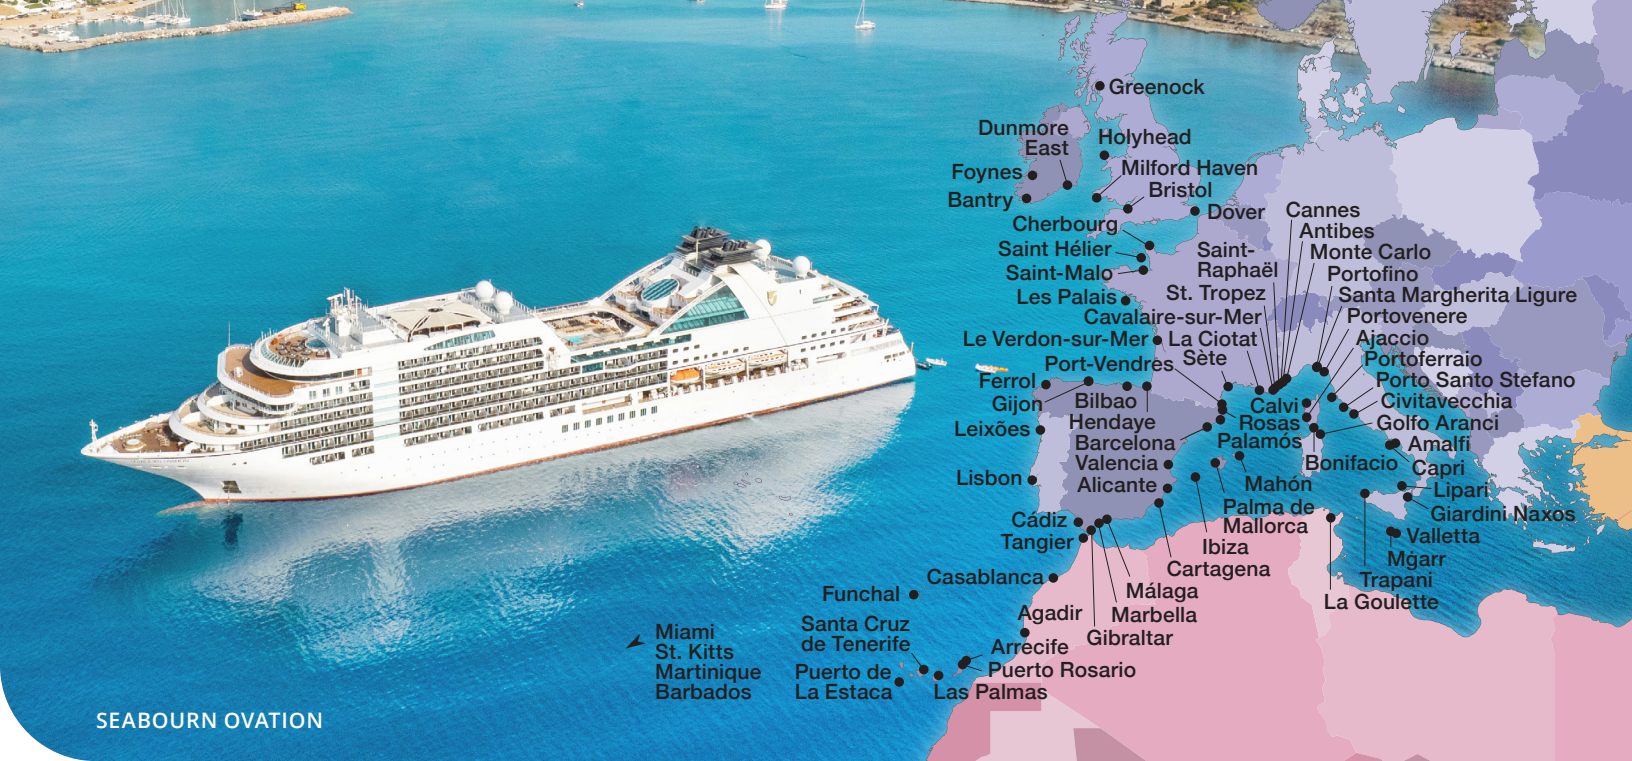 Greenock
Dunmore
East
Holyhead
Foynes
Milford Haven
Bantry
Bristol
Dover
Cherbourg
Saint Hélier
Saint-Malo
Les Palais
Cannes
Antibes
Saint-
Raphaël
Monte Carlo
Portofino
St. Tropez
Santa Margherita Ligure
Cavalaire-sur-Mer
Portovenere
Le Verdon-sur-Mer
La Ciotat
Ajaccio
Port-Vendres
Sète
Portoferraio
Ferrol
Porto Santo Stefano
Gijon
Bilbao
Calvi
Civitavecchia
Leixões
Hendaye
Rosas
Golfo Aranci
Barcelona
Palamós
Amalfi
Valencia
Bonifacio
Capri
Lisbon
Alicante
Mahón
Lipari
Palma de
Mallorca
Giardini Naxos
Cádiz
Tangier
Ibiza
Valletta
Mġarr
Cartagena
Trapani
Casablanca
Málaga
La Goulette
Funchal
Agadir
Marbella
Santa Cruz
de Tenerife
Gibraltar
Miami
St. Kitts
Martinique
Barbados
Arrecife
Puerto de
La Estaca
Puerto Rosario
Las Palmas
SEABOURN OVATION